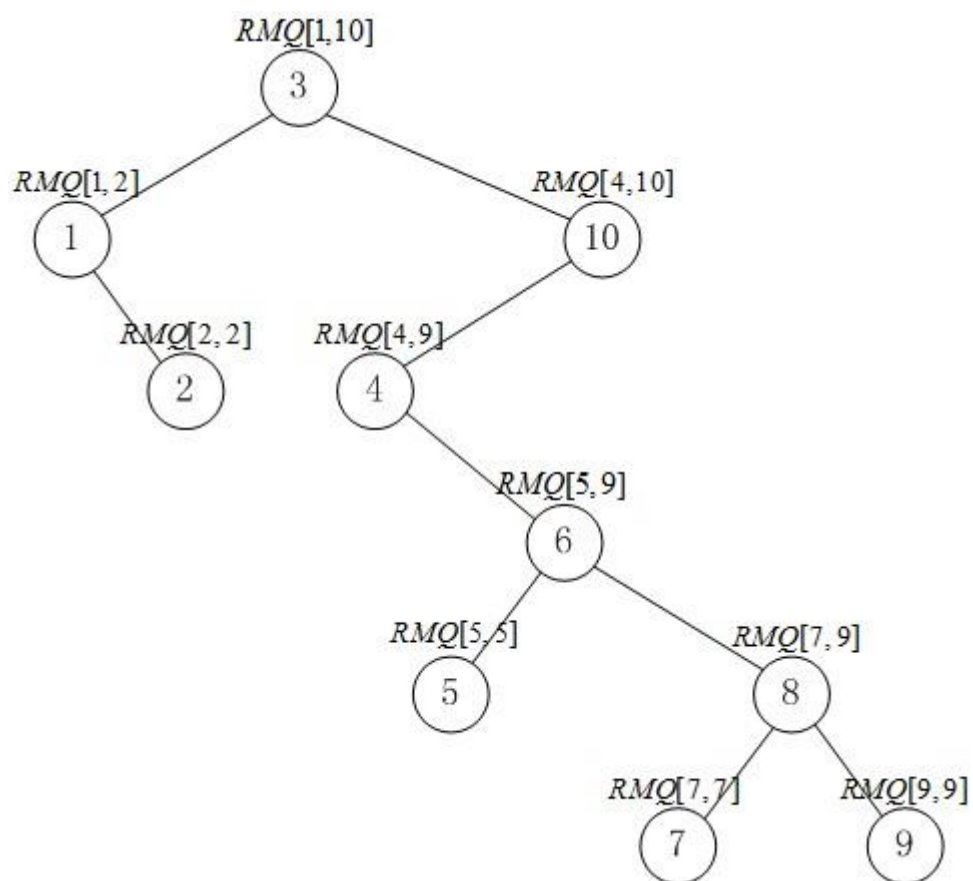 RMQ[1,10]
3
RMQ[1,2]
RMQ[4,10]
1
10
RMQ[2,2]
RMQ[4,9]
2
4
RMQ[5,9]
6
RMQ[5,5]
RMQ[7,9]
5
8
RMQ[7,7]
RMQ[9,9]
7
9